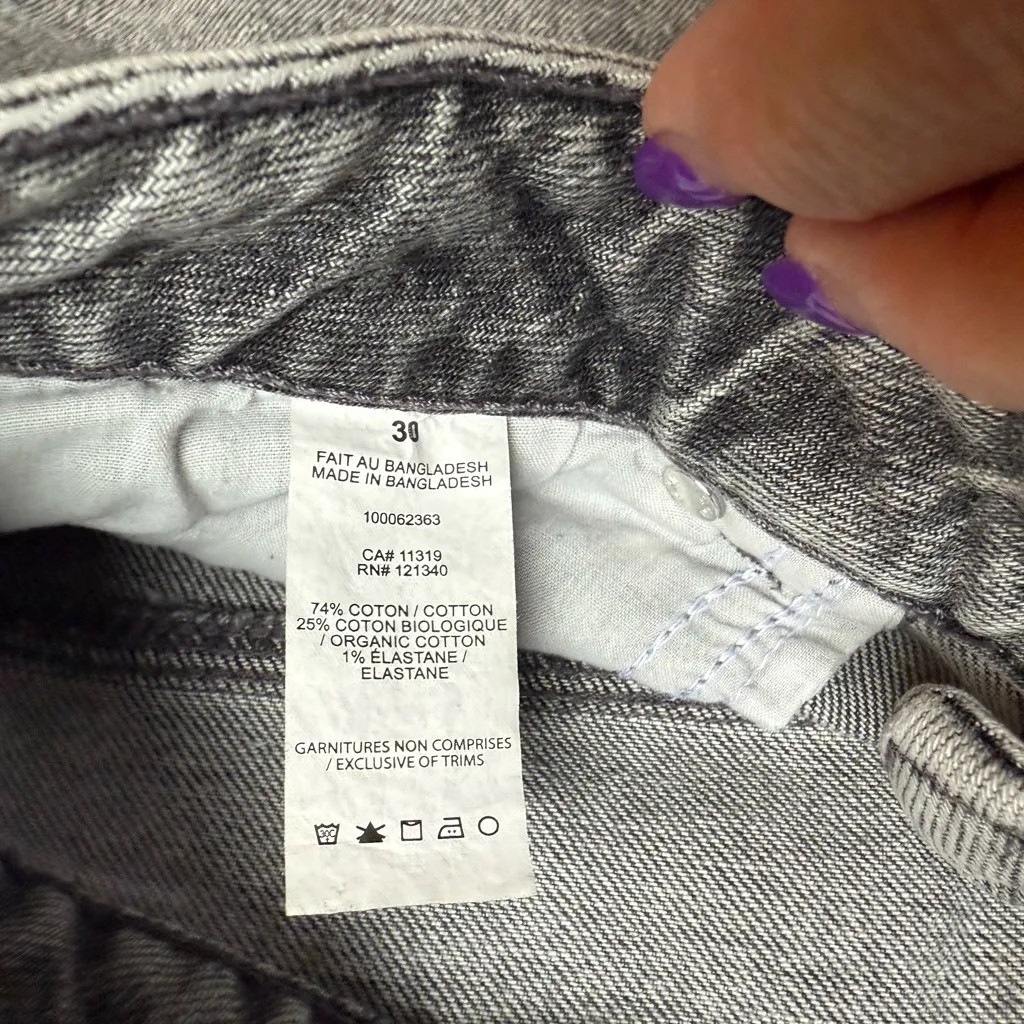 30
FAIT AU BANGLADESH
MADE IN BANGLADESH
100062363
CA# 11319
RN# 121340
74% COTON / COTTON
25% COTON BIOLOGIQUE
/ ORGANIC COTTON
1% ÉLASTANE /
ELASTANE
GARNITURES NON COMPRISES
/ EXCLUSIVE OF TRIMS
30C